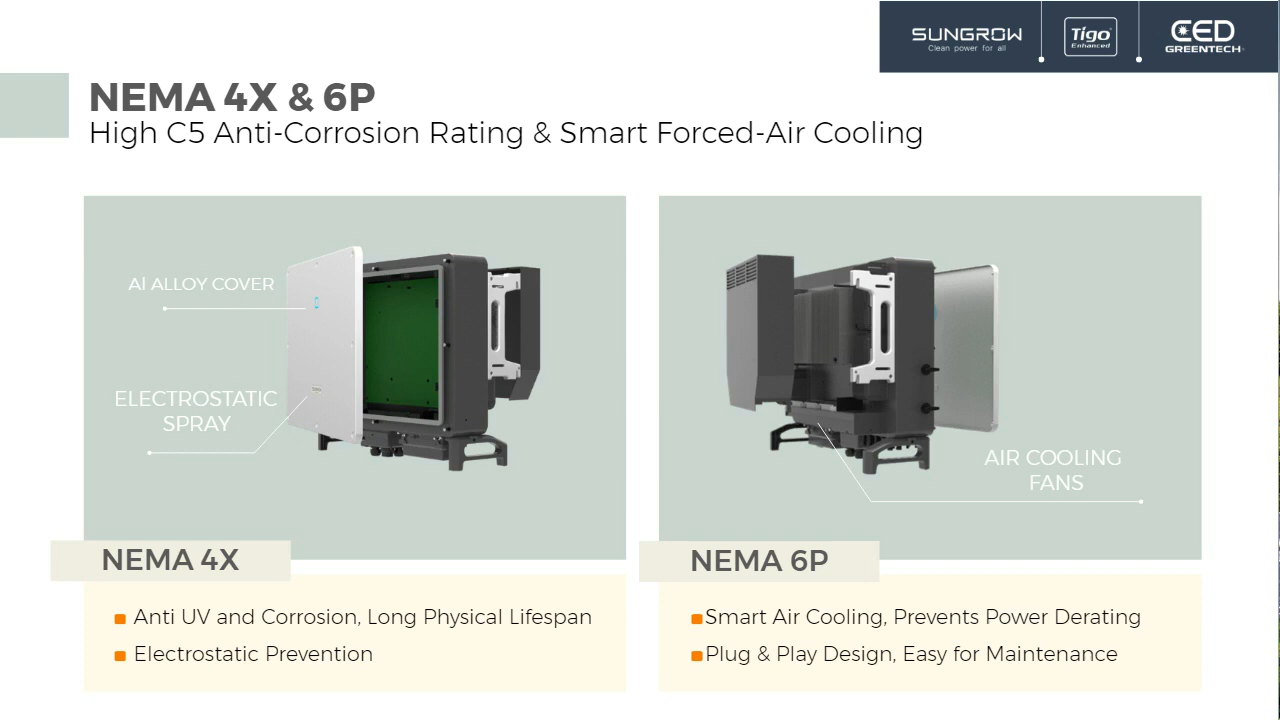 SUNGROW
Clean power for all
Tigo
Enhanced
CED
GREENTECH
NEMA 4X & 6P
High C5 Anti-Corrosion Rating & Smart Forced-Air Cooling
Al ALLOY COVER
ELECTROSTATIC
SPRAY
AIR COOLING
FANS
NEMA 4X
Anti UV and Corrosion, Long Physical Lifespan
Electrostatic Prevention
NEMA 6P
Smart Air Cooling, Prevents Power Derating
Plug & Play Design, Easy for Maintenance